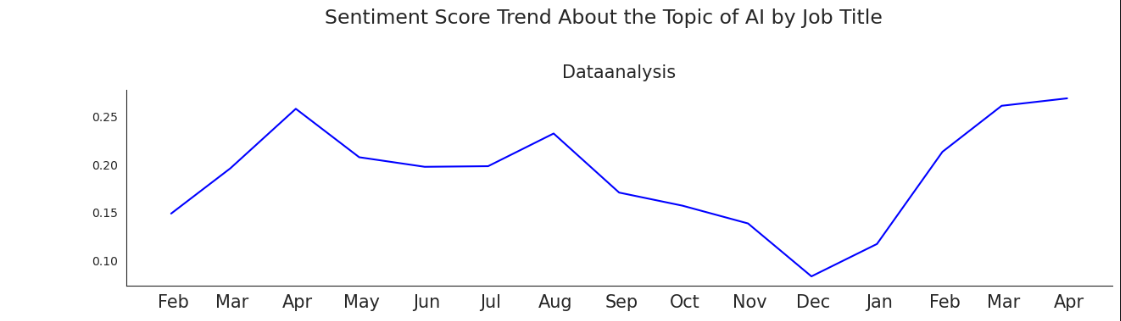 Sentiment Score Trend About the Topic of AI by Job Title
Dataanalysis
0.25
0.20
0.15
0.10
Feb Mar Apr May Jun Jul Aug Sep Oct Nov Dec Jan Feb Mar Apr